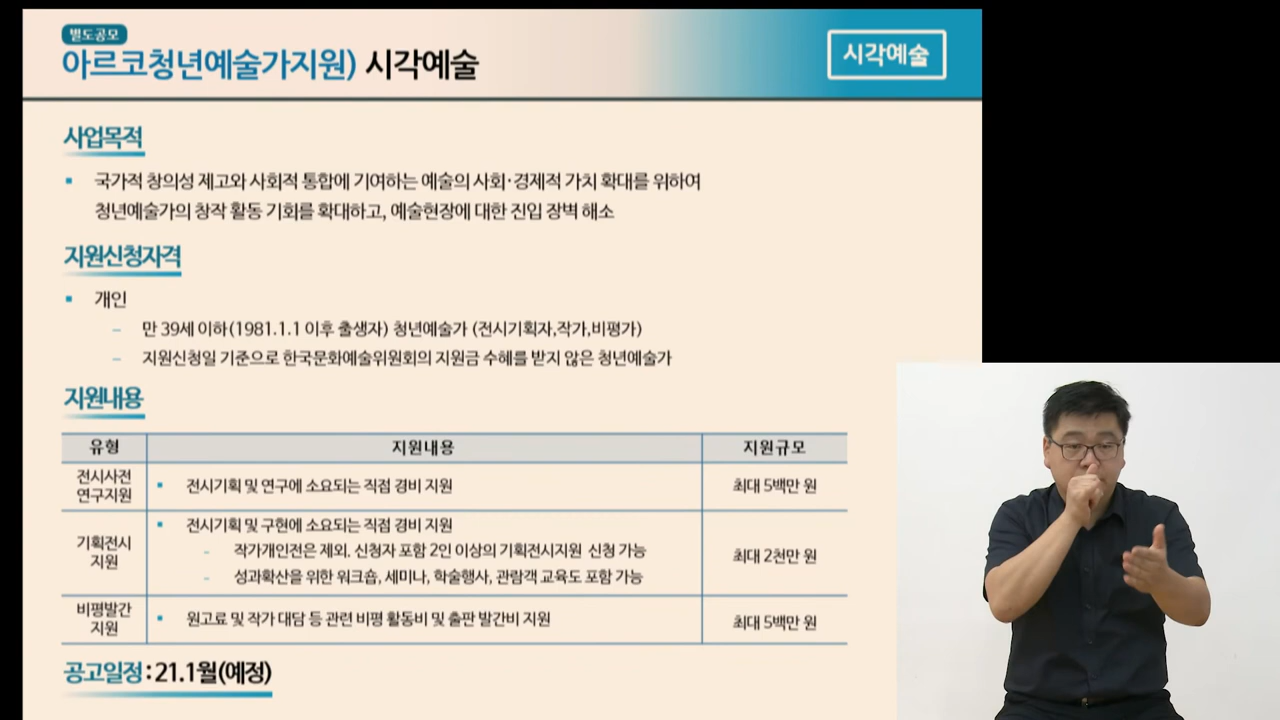 별도공모
아르코청년예술가지원) 시각예술
시각예술
사업목적
▪ 국가적 창의성 제고와 사회적 통합에 기여하는 예술의 사회·경제적 가치 확대를 위하여
청년예술가의 창작 활동 기회를 확대하고, 예술현장에 대한 진입 장벽 해소
지원신청자격
▪ 개인
– 만 39세 이하(1981.1.1 이후 출생자) 청년예술가 (전시기획자,작가,비평가)
– 지원신청일 기준으로 한국문화예술위원회의 지원금 수혜를 받지 않은 청년예술가
지원내용
유형 지원내용 지원규모
전시사전
연구지원
▪ 전시기획 및 연구에 소요되는 직접 경비 지원
최대 5백만 원
기획전시
지원
▪ 전시기획 및 구현에 소요되는 직접 경비 지원
- 작가개인전은 제외. 신청자 포함 2인 이상의 기획전시지원 신청 가능
- 성과확산을 위한 워크숍, 세미나, 학술행사, 관람객 교육도 포함 가능
최대 2천만 원
비평발간
지원
▪ 원고료 및 작가 대담 등 관련 비평 활동비 및 출판 발간비 지원
최대 5백만 원
공고일정 : 21.1월(예정)